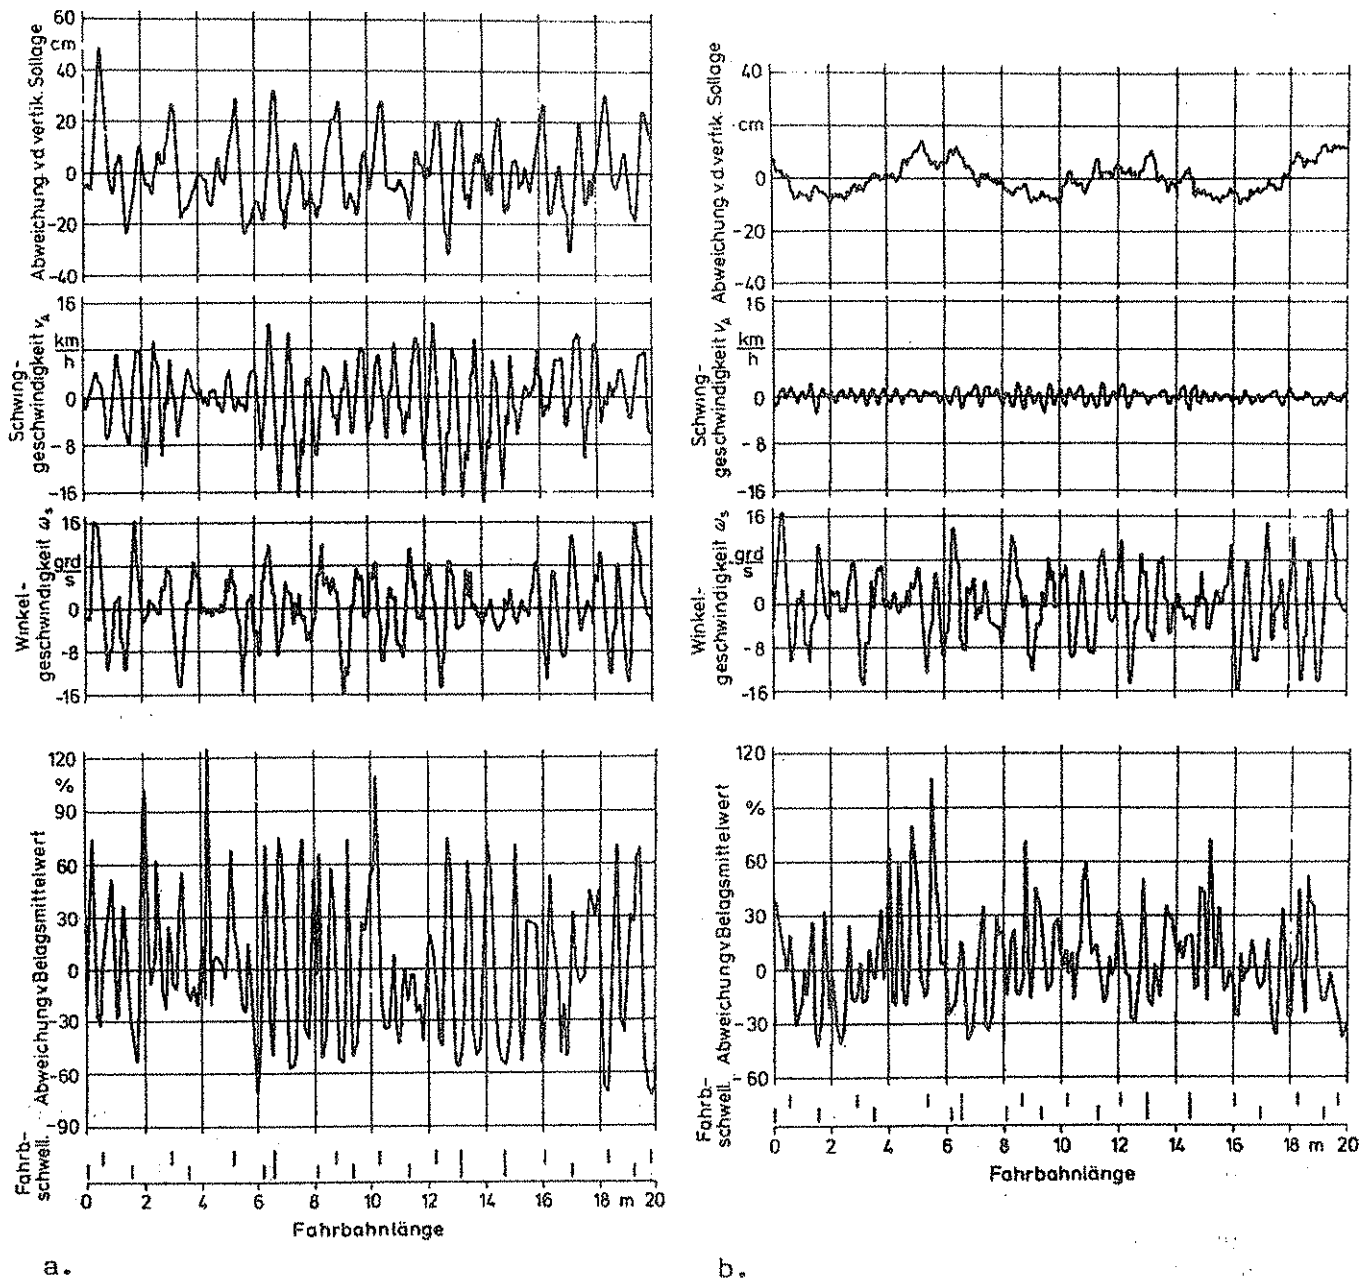 Abweichung v.d. vertik. Sollage
60
cm
40
20
0
-20
-40
Schwing-
geschwindigkeit v_A
16
km
h
0
-8
-16
Winkel-
geschwindigkeit ω_s
16
grd
s
0
-8
-16
Abweichung v Belagsmittelwert
120
%
90
60
30
0
-30
-60
-90
Fahrb-
schwell.
0 2 4 6 8 10 12 14 16 18 m 20
Fahrbahnlänge
a.
Abweichung v.d. vertik. Sollage
40
cm
20
0
-20
-40
Schwing-
geschwindigkeit v_A
16
km
h
0
-8
-16
Winkel-
geschwindigkeit ω_s
16
grd
s
0
-8
-16
Abweichung v Belagsmittelwert
120
%
90
60
30
0
-30
-60
Fahrb.-
schwell.
0 2 4 6 8 10 12 14 16 18 m 20
Fahrbahnlänge
b.